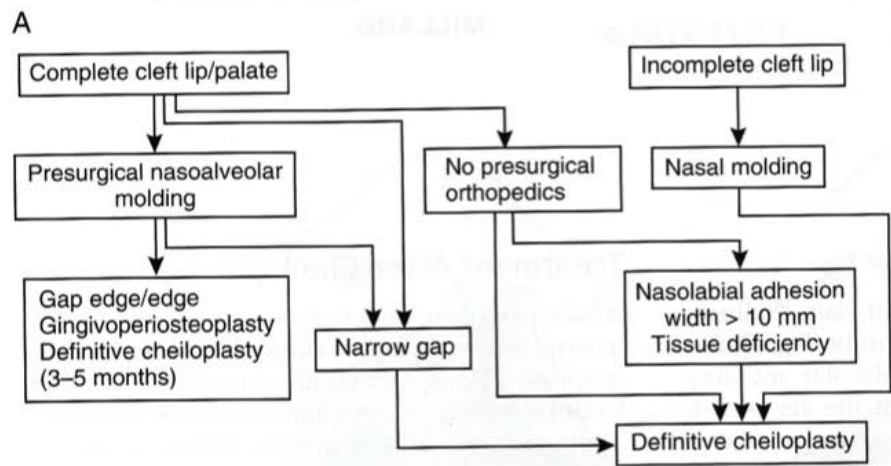 A
Complete cleft lip/palate
Incomplete cleft lip
Presurgical nasoalveolar
molding
No presurgical
orthopedics
Nasal molding
Gap edge/edge
Gingivoperiosteoplasty
Definitive cheiloplasty
(3–5 months)
Narrow gap
Nasolabial adhesion
width > 10 mm
Tissue deficiency
Definitive cheiloplasty